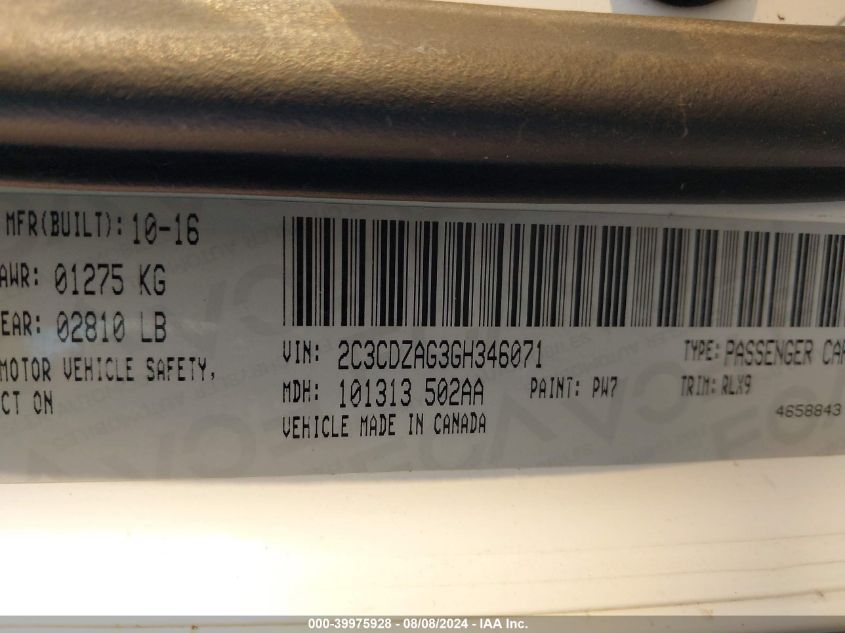 MFR(BUILT): 10-16
AWR: 01275 KG
EAR: 02810 LB
MOTOR VEHICLE SAFETY,
CT ON
VIN: 2C3CDZAG3GH346071 TYPE: PASSENGER CAR
MDH: 101313 502AA PAINT: PW7 TRIM: RLX9
VEHICLE MADE IN CANADA
4658843
000-39975928 - 08/08/2024 - IAA Inc.